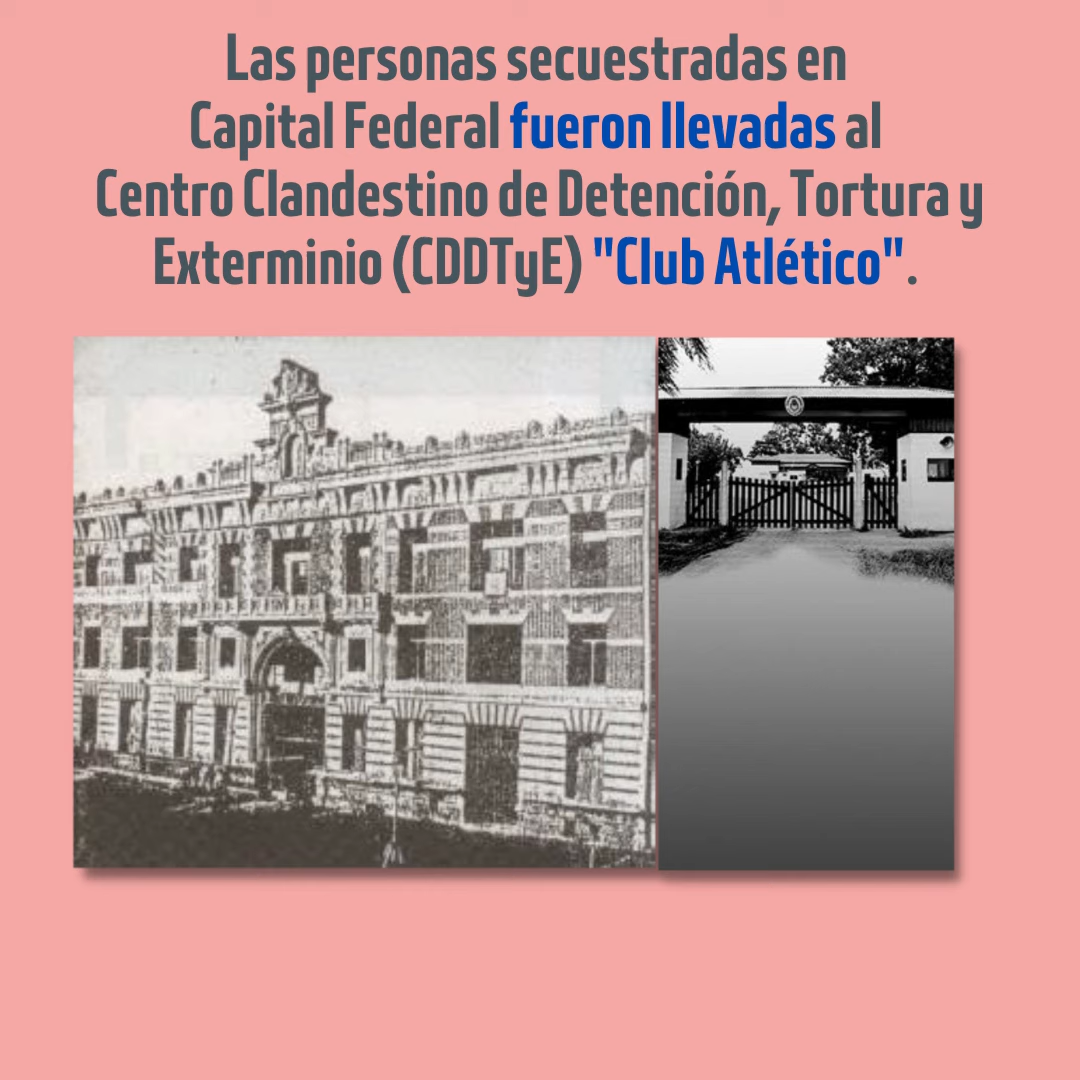 Las personas secuestradas en
Capital Federal fueron llevadas al
Centro Clandestino de Detención, Tortura y
Exterminio (CDDTyE) "Club Atlético".